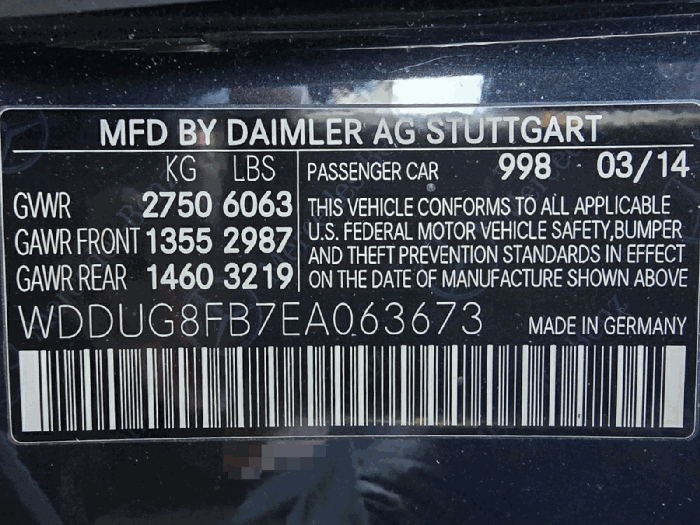 MFD BY DAIMLER AG STUTTGART
KG LBS
GVWR 2750 6063
GAWR FRONT 1355 2987
GAWR REAR 1460 3219
PASSENGER CAR 998 03/14
THIS VEHICLE CONFORMS TO ALL APPLICABLE
U.S. FEDERAL MOTOR VEHICLE SAFETY,BUMPER
AND THEFT PREVENTION STANDARDS IN EFFECT
ON THE DATE OF MANUFACTURE SHOWN ABOVE
WDDUG8FB7EA063673
MADE IN GERMANY